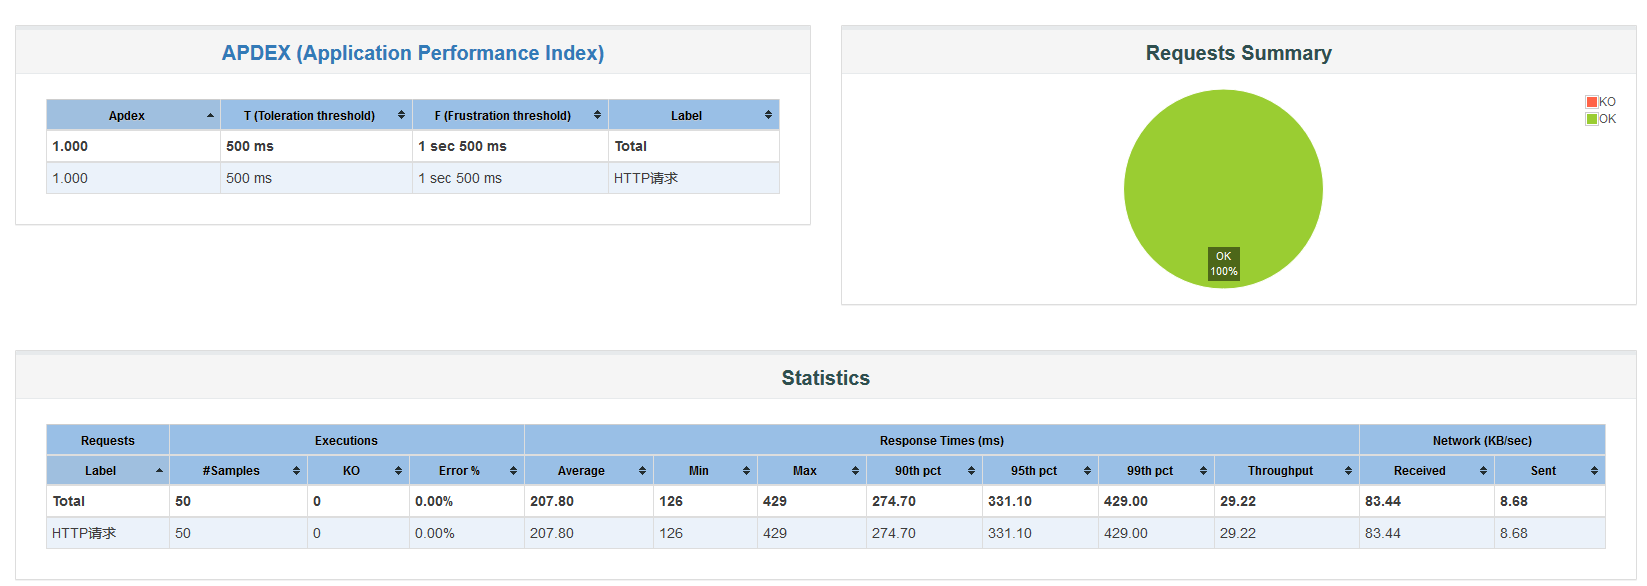 APDEX (Application Performance Index)
Apdex T (Toleration threshold) F (Frustration threshold) Label
1.000 500 ms 1 sec 500 ms Total
1.000 500 ms 1 sec 500 ms HTTP请求
Requests Summary
KO
OK
OK
100%
Statistics
Requests Executions Response Times (ms) Network (KB/sec)
Label #Samples KO Error % Average Min Max 90th pct 95th pct 99th pct Throughput Received Sent
Total 50 0 0.00% 207.80 126 429 274.70 331.10 429.00 29.22 83.44 8.68
HTTP请求 50 0 0.00% 207.80 126 429 274.70 331.10 429.00 29.22 83.44 8.68